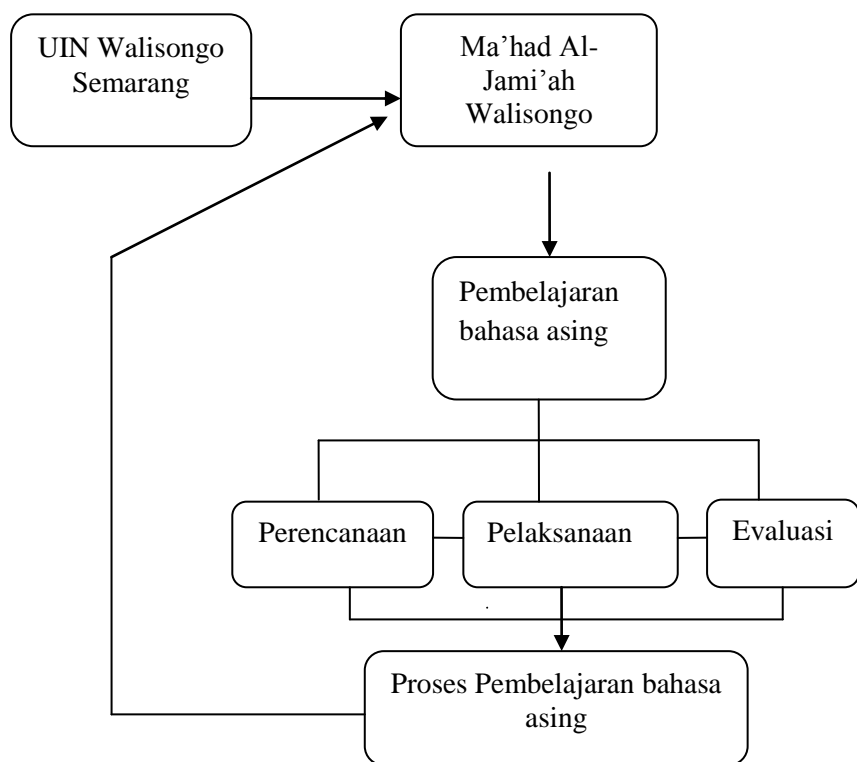 UIN Walisongo
Semarang
Ma’had Al-
Jami’ah
Walisongo
Pembelajaran
bahasa asing
Perencanaan
Pelaksanaan
Evaluasi
Proses Pembelajaran bahasa
asing